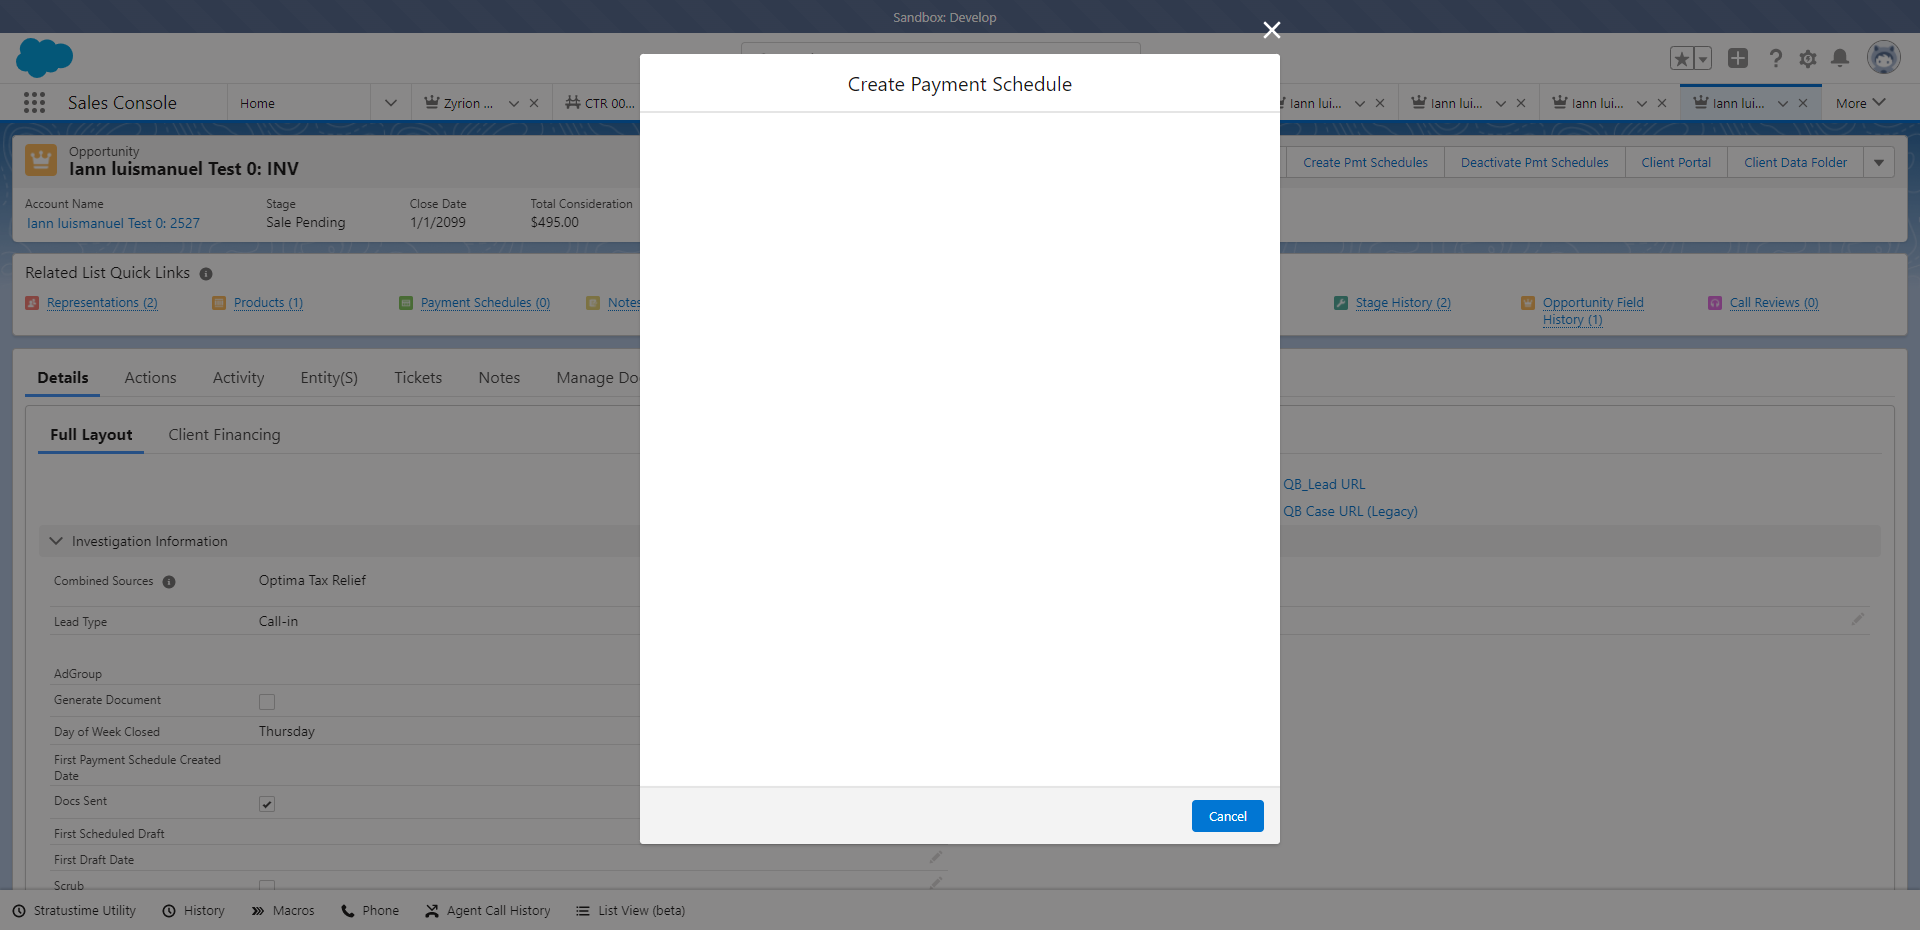 Sandbox: Develop
Sales Console
Home
Zyrion ...
CTR 00...
Iann lui...
Iann lui...
Iann lui...
Iann lui...
More
Create Payment Schedule
Opportunity
Iann luismanuel Test 0: INV
Create Pmt Schedules
Deactivate Pmt Schedules
Client Portal
Client Data Folder
Account Name
Stage
Close Date
Total Consideration
Iann luismanuel Test 0: 2527
Sale Pending
1/1/2099
$495.00
Related List Quick Links
Representations (2)
Products (1)
Payment Schedules (0)
Notes
Stage History (2)
Opportunity Field
History (1)
Call Reviews (0)
Details
Actions
Activity
Entity(S)
Tickets
Notes
Manage Do
Full Layout
Client Financing
QB_Lead URL
QB Case URL (Legacy)
Investigation Information
Combined Sources
Optima Tax Relief
Lead Type
Call-in
AdGroup
Generate Document
Day of Week Closed
Thursday
First Payment Schedule Created
Date
Docs Sent
First Scheduled Draft
First Draft Date
Scrub
Cancel
Stratustime Utility
History
Macros
Phone
Agent Call History
List View (beta)